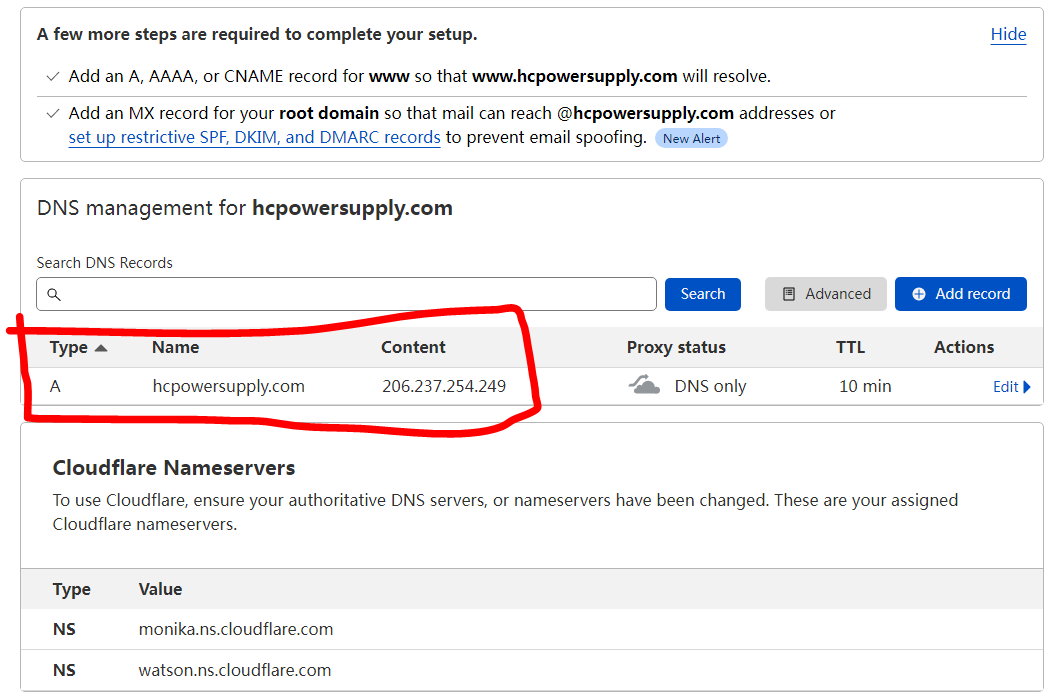 A few more steps are required to complete your setup.
Hide
Add an A, AAAA, or CNAME record for www so that www.hcpowersupply.com will resolve.
Add an MX record for your root domain so that mail can reach @hcpowersupply.com addresses or
set up restrictive SPF, DKIM, and DMARC records to prevent email spoofing. New Alert
DNS management for hcpowersupply.com
Search DNS Records
Search
Advanced
Add record
Type Name Content Proxy status TTL Actions
A hcpowersupply.com 206.237.254.249 DNS only 10 min Edit
Cloudflare Nameservers
To use Cloudflare, ensure your authoritative DNS servers, or nameservers have been changed. These are your assigned
Cloudflare nameservers.
Type Value
NS monika.ns.cloudflare.com
NS watson.ns.cloudflare.com